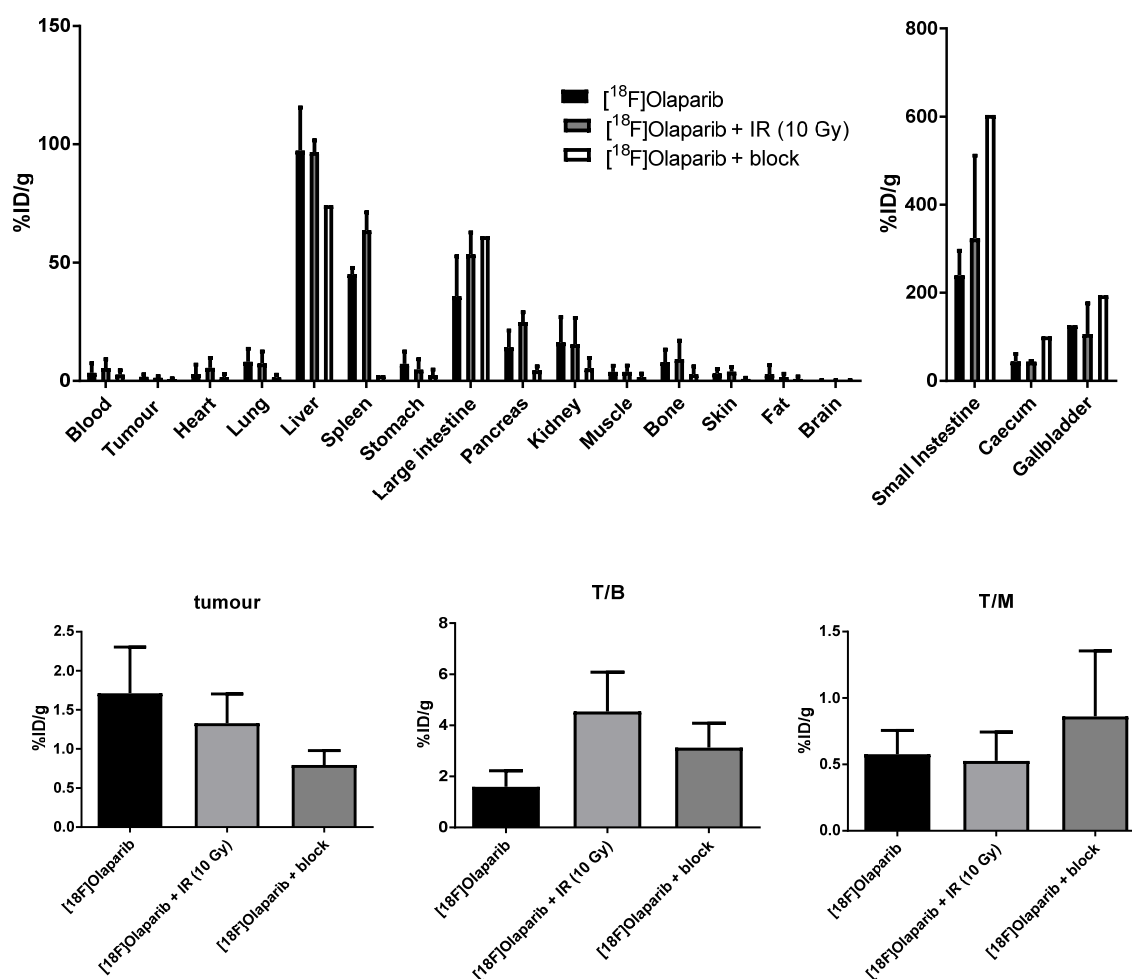 150
100
50
0
%ID/g
[¹⁸F]Olaparib
[¹⁸F]Olaparib + IR (10 Gy)
[¹⁸F]Olaparib + block
Blood
Tumour
Heart
Lung
Liver
Spleen
Stomach
Large intestine
Pancreas
Kidney
Muscle
Bone
Skin
Fat
Brain
800
600
400
200
0
%ID/g
Small Instestine
Caecum
Gallbladder
tumour
2.5
2.0
1.5
1.0
0.5
0.0
%ID/g
[18F]Olaparib
[18F]Olaparib + IR (10 Gy)
[18F]Olaparib + block
T/B
8
6
4
2
0
%ID/g
[18F]Olaparib
[18F]Olaparib + IR (10 Gy)
[18F]Olaparib + block
T/M
1.5
1.0
0.5
0.0
%ID/g
[18F]Olaparib
[18F]Olaparib + IR (10 Gy)
[18F]Olaparib + block